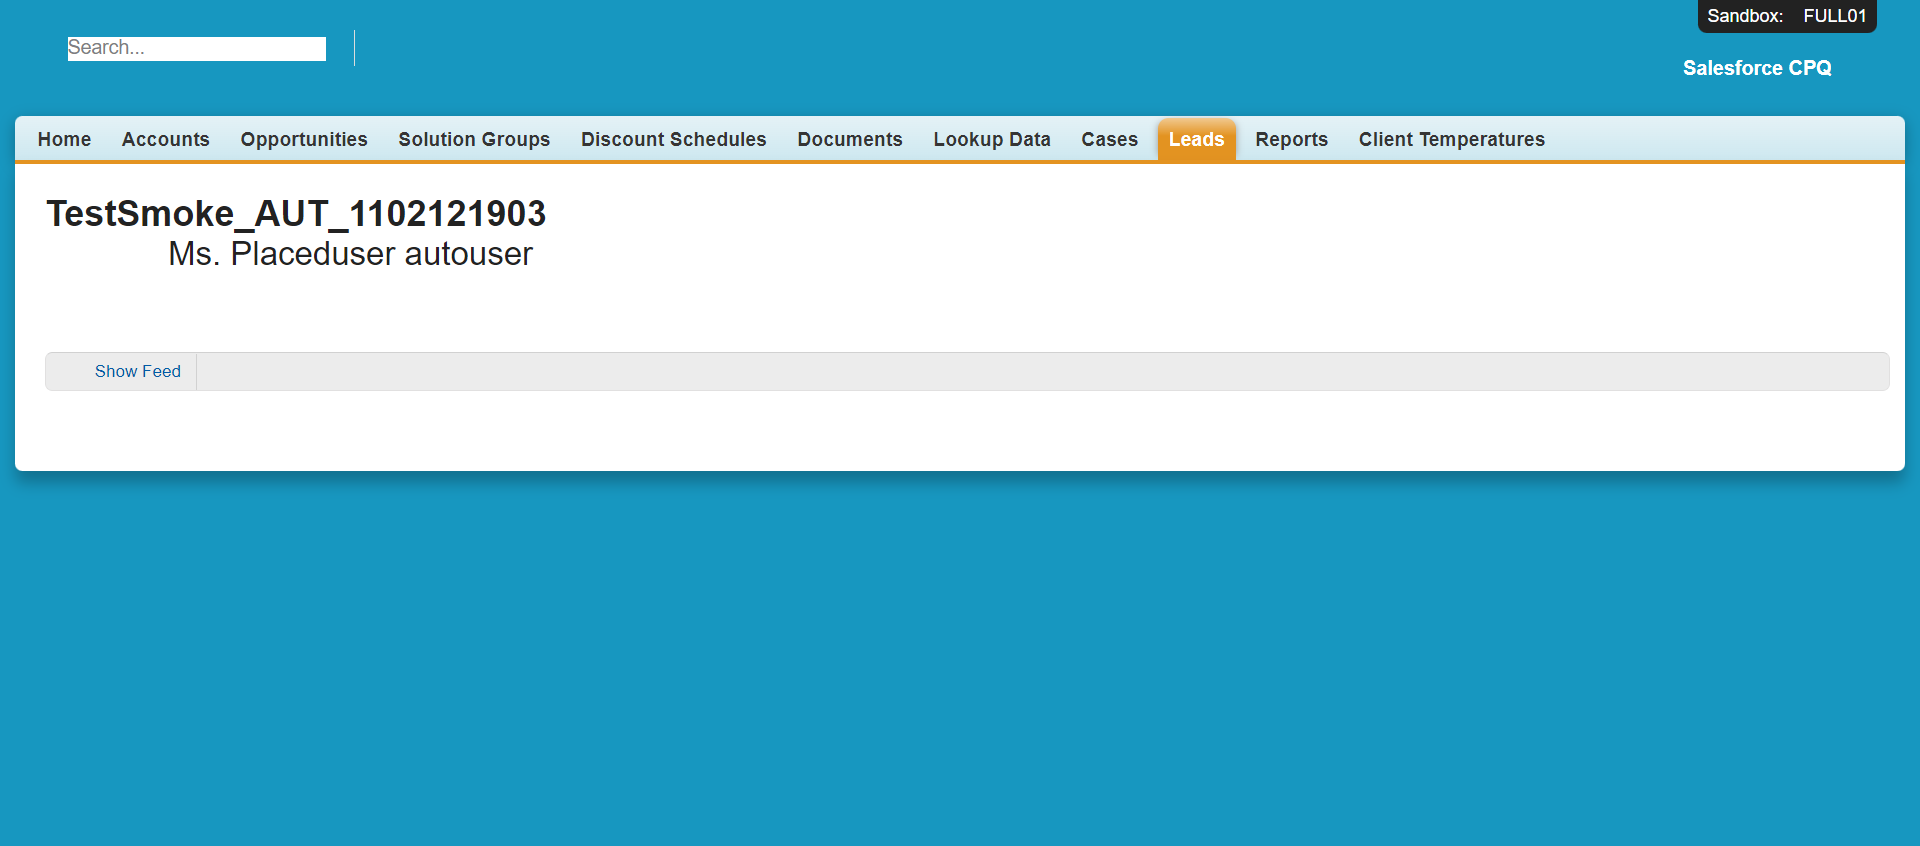 Sandbox: FULL01
Search...
Salesforce CPQ
Home Accounts Opportunities Solution Groups Discount Schedules Documents Lookup Data Cases Leads Reports Client Temperatures
TestSmoke_AUT_1102121903
Ms. Placeduser autouser
Show Feed